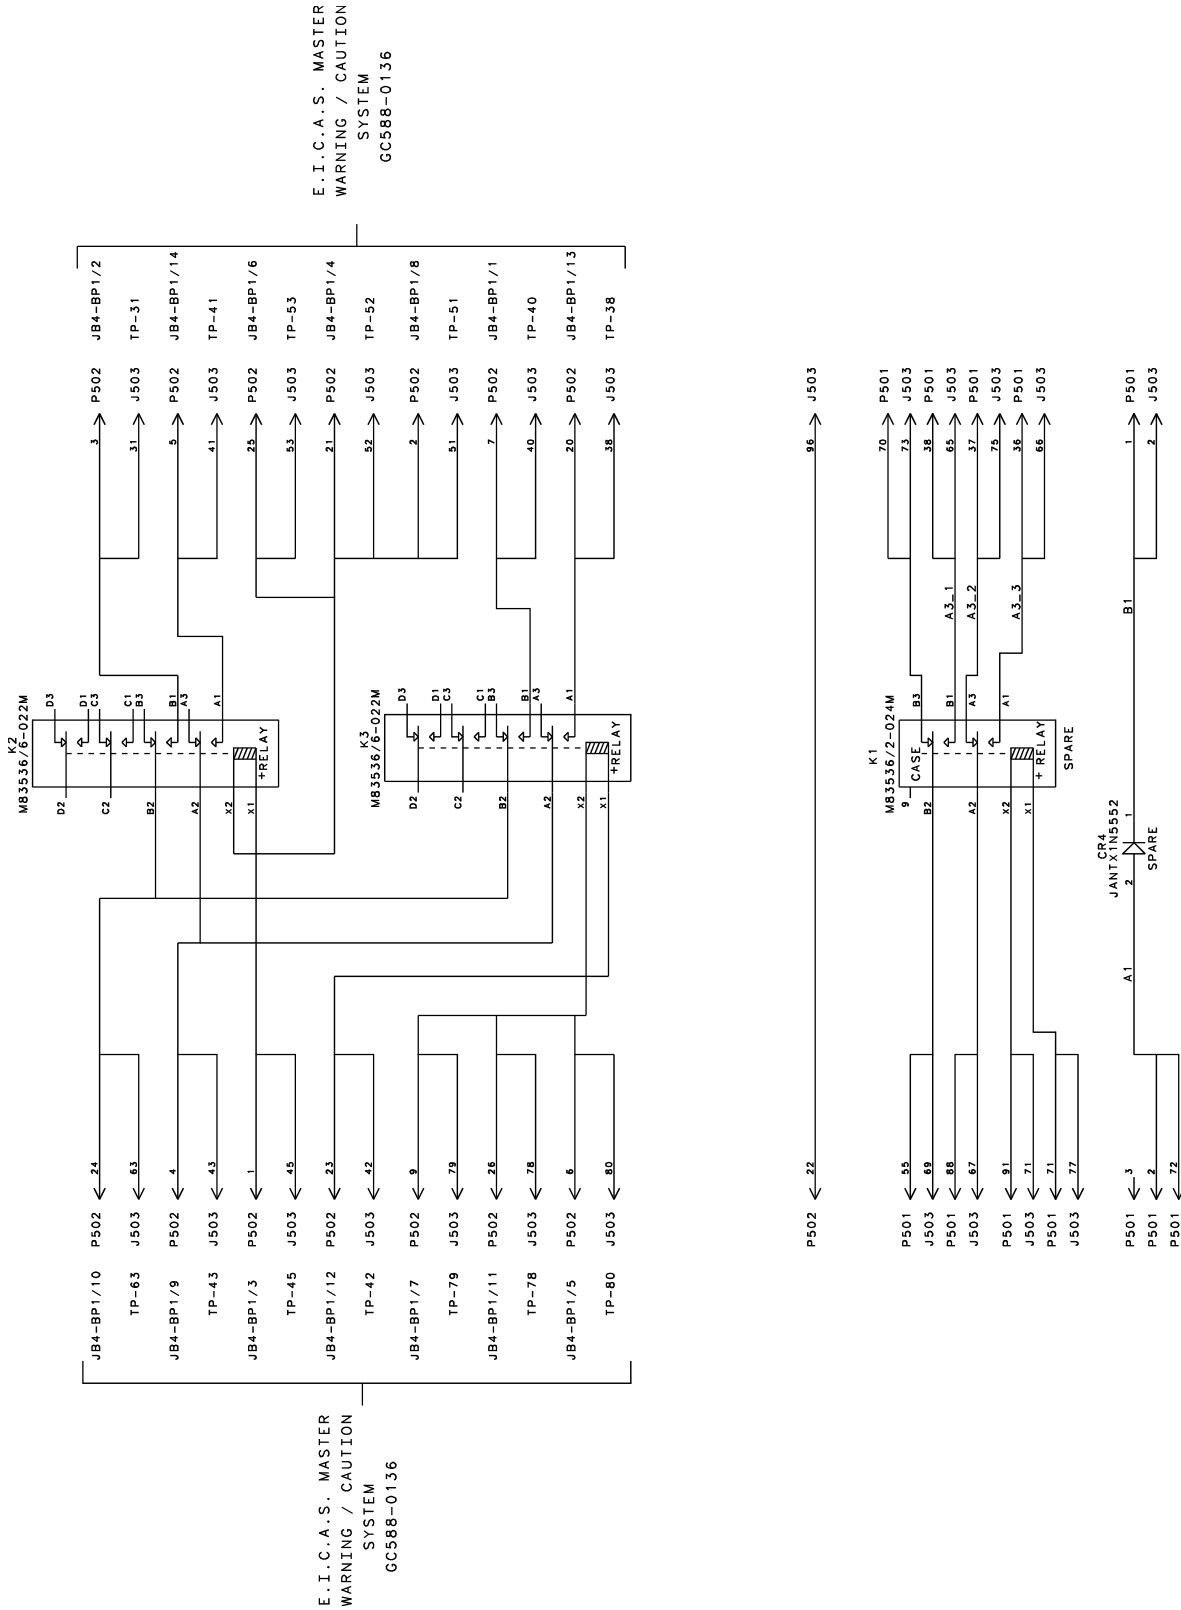 E.I.C.A.S. MASTER
WARNING / CAUTION
SYSTEM
GC588-0136
JB4-BP1/10 P502 24
TP-63 J503 63
JB4-BP1/9 P502 4
TP-43 J503 43
JB4-BP1/3 P502 1
TP-45 J503 45
JB4-BP1/12 P502 23
TP-42 J503 42
JB4-BP1/7 P502 9
TP-79 J503 79
JB4-BP1/11 P502 26
TP-78 J503 78
JB4-BP1/5 P502 6
TP-80 J503 80
K2
M83536/6-022M
D2 D3
D1
C2 C3
C1
B2 B3
B1
A2 A3
A1
X2
X1
+RELAY
K3
M83536/6-022M
D2 D3
D1
C2 C3
C1
B2 B3
B1
A2 A3
A1
X2
X1
+RELAY
3 P502 JB4-BP1/2
31 J503 TP-31
5 P502 JB4-BP1/14
41 J503 TP-41
25 P502 JB4-BP1/6
53 J503 TP-53
21 P502 JB4-BP1/4
52 J503 TP-52
2 P502 JB4-BP1/8
51 J503 TP-51
7 P502 JB4-BP1/1
40 J503 TP-40
20 P502 JB4-BP1/13
38 J503 TP-38
E.I.C.A.S. MASTER
WARNING / CAUTION
SYSTEM
GC588-0136
P502 22 96 J503
P501 55
J503 69
P501 88
J503 67
P501 91
J503 71
P501 71
J503 77
K1
M83536/2-024M
9 CASE
B2 B3
B1
A2 A3
A1
X2
X1
+ RELAY
SPARE
A3_1
A3_2
A3_3
70 P501
73 J503
38 P501
65 J503
37 P501
75 J503
36 P501
66 J503
P501 3
P501 2
P501 72
A1
CR4
JANTX1N5552
2 1
SPARE
B1
1 P501
2 J503